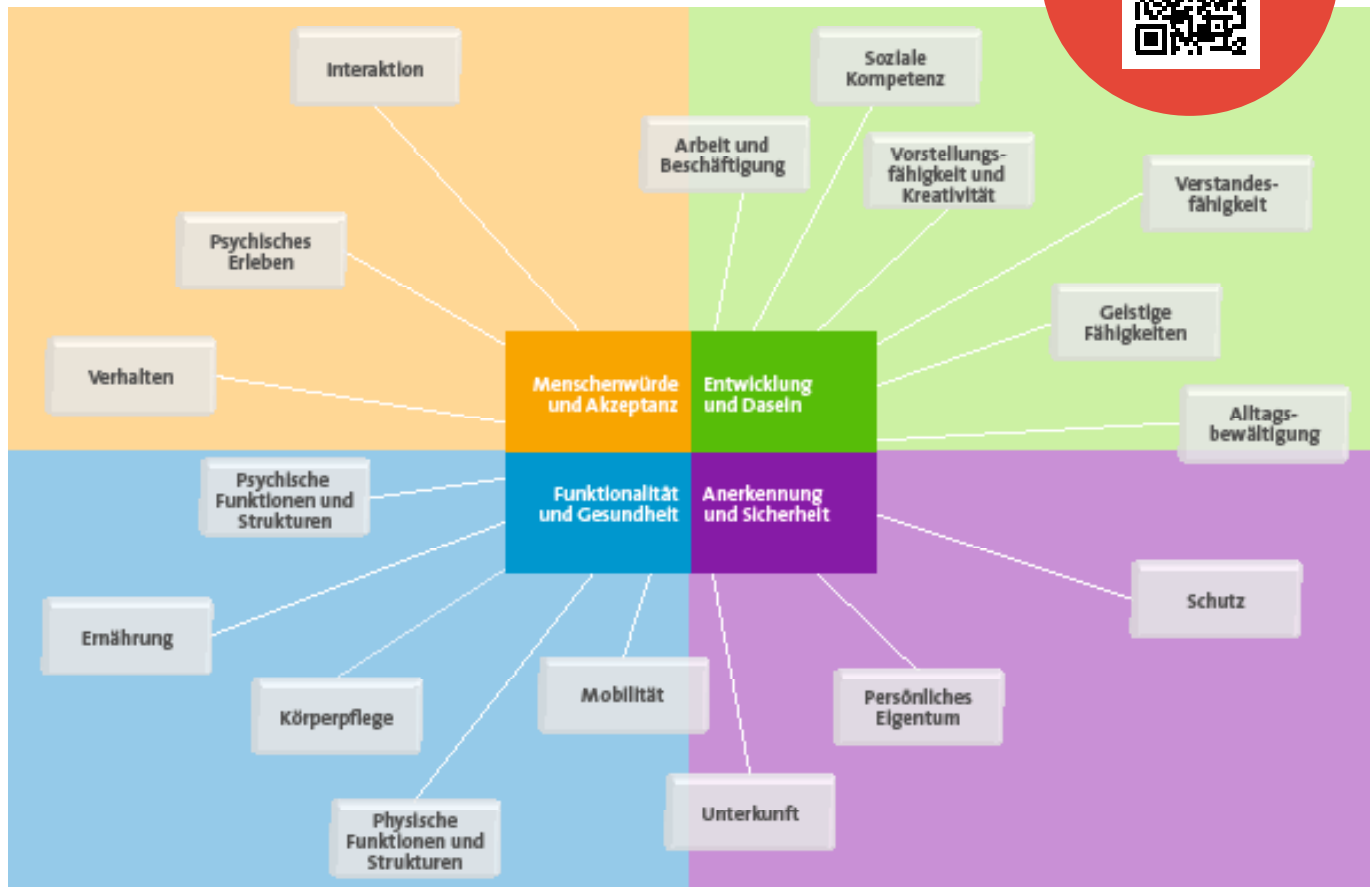 Interaktion
Soziale
Kompetenz
Arbeit und
Beschäftigung
Vorstellungs-
fähigkeit und
Kreativität
Verstandes-
fähigkeit
Psychisches
Erleben
Geistige
Fähigkeiten
Verhalten
Menschenwürde
und Akzeptanz
Entwicklung
und Dasein
Alltags-
bewältigung
Psychische
Funktionen und
Strukturen
Funktionalität
und Gesundheit
Anerkennung
und Sicherheit
Schutz
Ernährung
Körperpflege
Mobilität
Persönliches
Eigentum
Unterkunft
Physische
Funktionen und
Strukturen